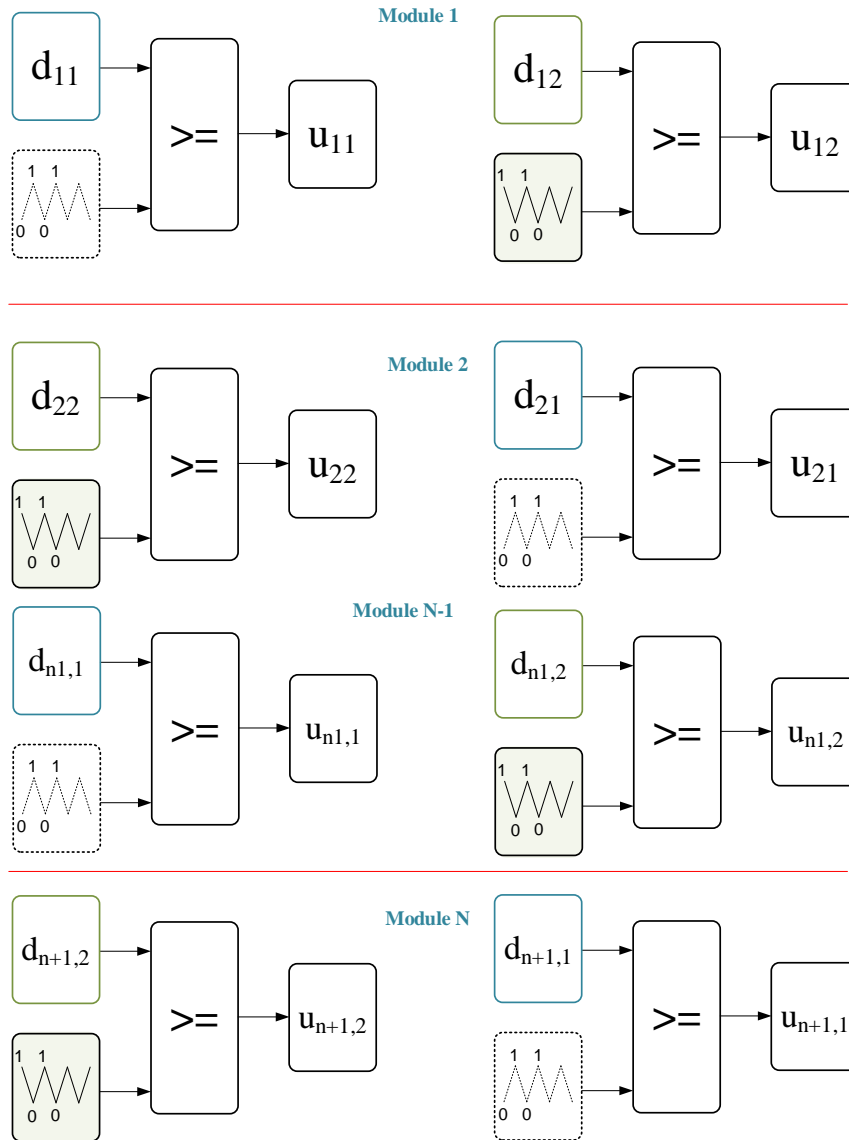 Module 1
d11
>=
u11
1 1
0 0
d12
>=
u12
1 1
0 0
Module 2
d22
>=
u22
1 1
0 0
d21
>=
u21
1 1
0 0
Module N-1
dn1,1
>=
un1,1
1 1
0 0
dn1,2
>=
un1,2
1 1
0 0
Module N
dn+1,2
>=
un+1,2
1 1
0 0
dn+1,1
>=
un+1,1
1 1
0 0